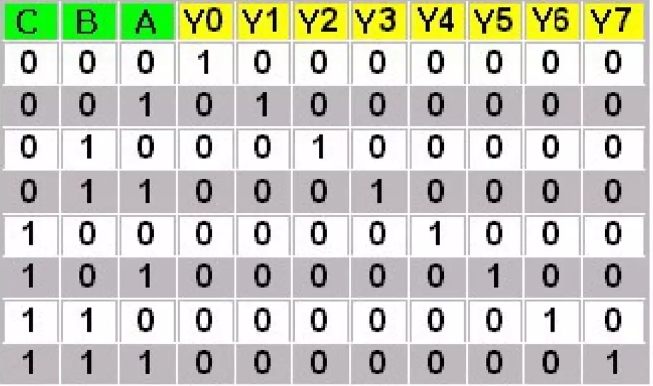 C B A Y0 Y1 Y2 Y3 Y4 Y5 Y6 Y7
0 0 0 1 0 0 0 0 0 0 0
0 0 1 0 1 0 0 0 0 0 0
0 1 0 0 0 1 0 0 0 0 0
0 1 1 0 0 0 1 0 0 0 0
1 0 0 0 0 0 0 1 0 0 0
1 0 1 0 0 0 0 0 1 0 0
1 1 0 0 0 0 0 0 0 1 0
1 1 1 0 0 0 0 0 0 0 1